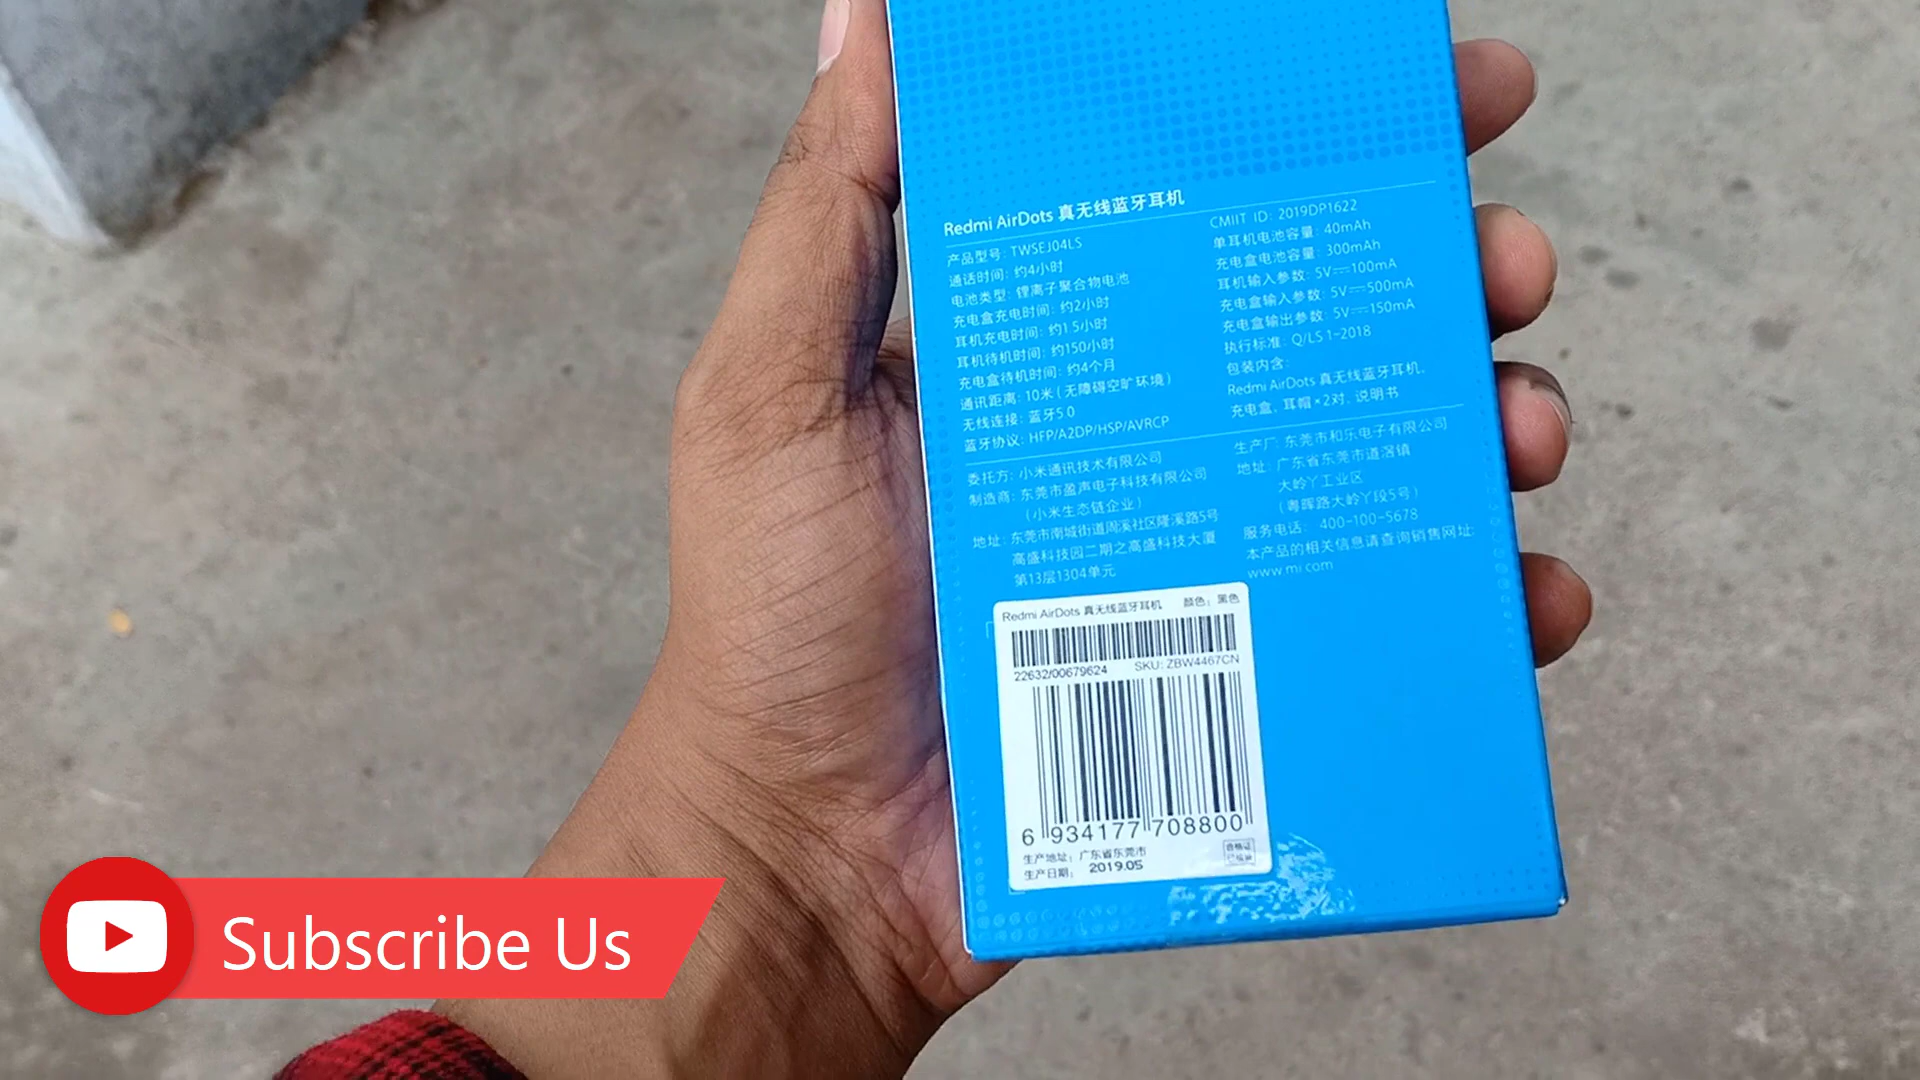 Redmi AirDots 真无线蓝牙耳机
产品型号: TWSEJ04LS
通话时间: 约4小时
电池类型: 锂离子聚合物电池
充电盒充电时间: 约2小时
耳机充电时间: 约1.5小时
耳机待机时间: 约150小时
充电盒待机时间: 约4个月
通讯距离: 10米 (无障碍空旷环境)
无线连接: 蓝牙5.0
蓝牙协议: HFP/A2DP/HSP/AVRCP
CMIIT ID: 2019DP1622
单耳机电池容量: 40mAh
充电盒电池容量: 300mAh
耳机输入参数: 5V⎓100mA
充电盒输入参数: 5V⎓500mA
充电盒输出参数: 5V⎓150mA
执行标准: Q/LS 1-2018
包装内含:
Redmi AirDots 真无线蓝牙耳机、
充电盒、耳帽×2对、说明书
委托方: 小米通讯技术有限公司
制造商: 东莞市盈声电子科技有限公司
(小米生态链企业)
地址: 东莞市南城街道周溪社区隆溪路5号
高盛科技园二期之高盛科技大厦
第13层1304单元
生产厂: 东莞市和乐电子有限公司
地址: 广东省东莞市道滘镇
大岭丫工业区
(粤晖路大岭丫段5号)
服务电话: 400-100-5678
本产品的相关信息请查询销售网址:
www.mi.com
Redmi AirDots 真无线蓝牙耳机 颜色: 黑色
22632/00679624 SKU: ZBW4467CN
6 934177 708800
生产地址: 广东省东莞市
生产日期: 2019.05
合格证
已检验
Subscribe Us